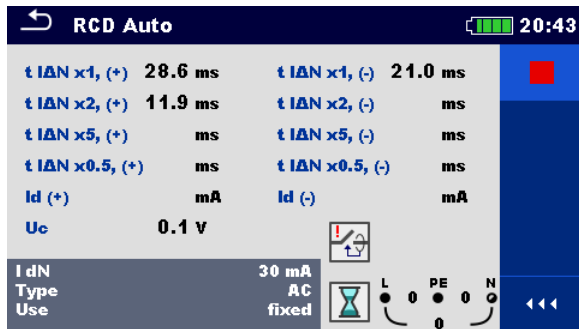 RCD Auto 20:43
t IΔN x1, (+) 28.6 ms t IΔN x1, (-) 21.0 ms
t IΔN x2, (+) 11.9 ms t IΔN x2, (-) ms
t IΔN x5, (+) ms t IΔN x5, (-) ms
t IΔN x0.5, (+) ms t IΔN x0.5, (-) ms
Id (+) mA Id (-) mA
Uc 0.1 V
I dN 30 mA
Type AC
Use fixed
L PE N
0 0
0